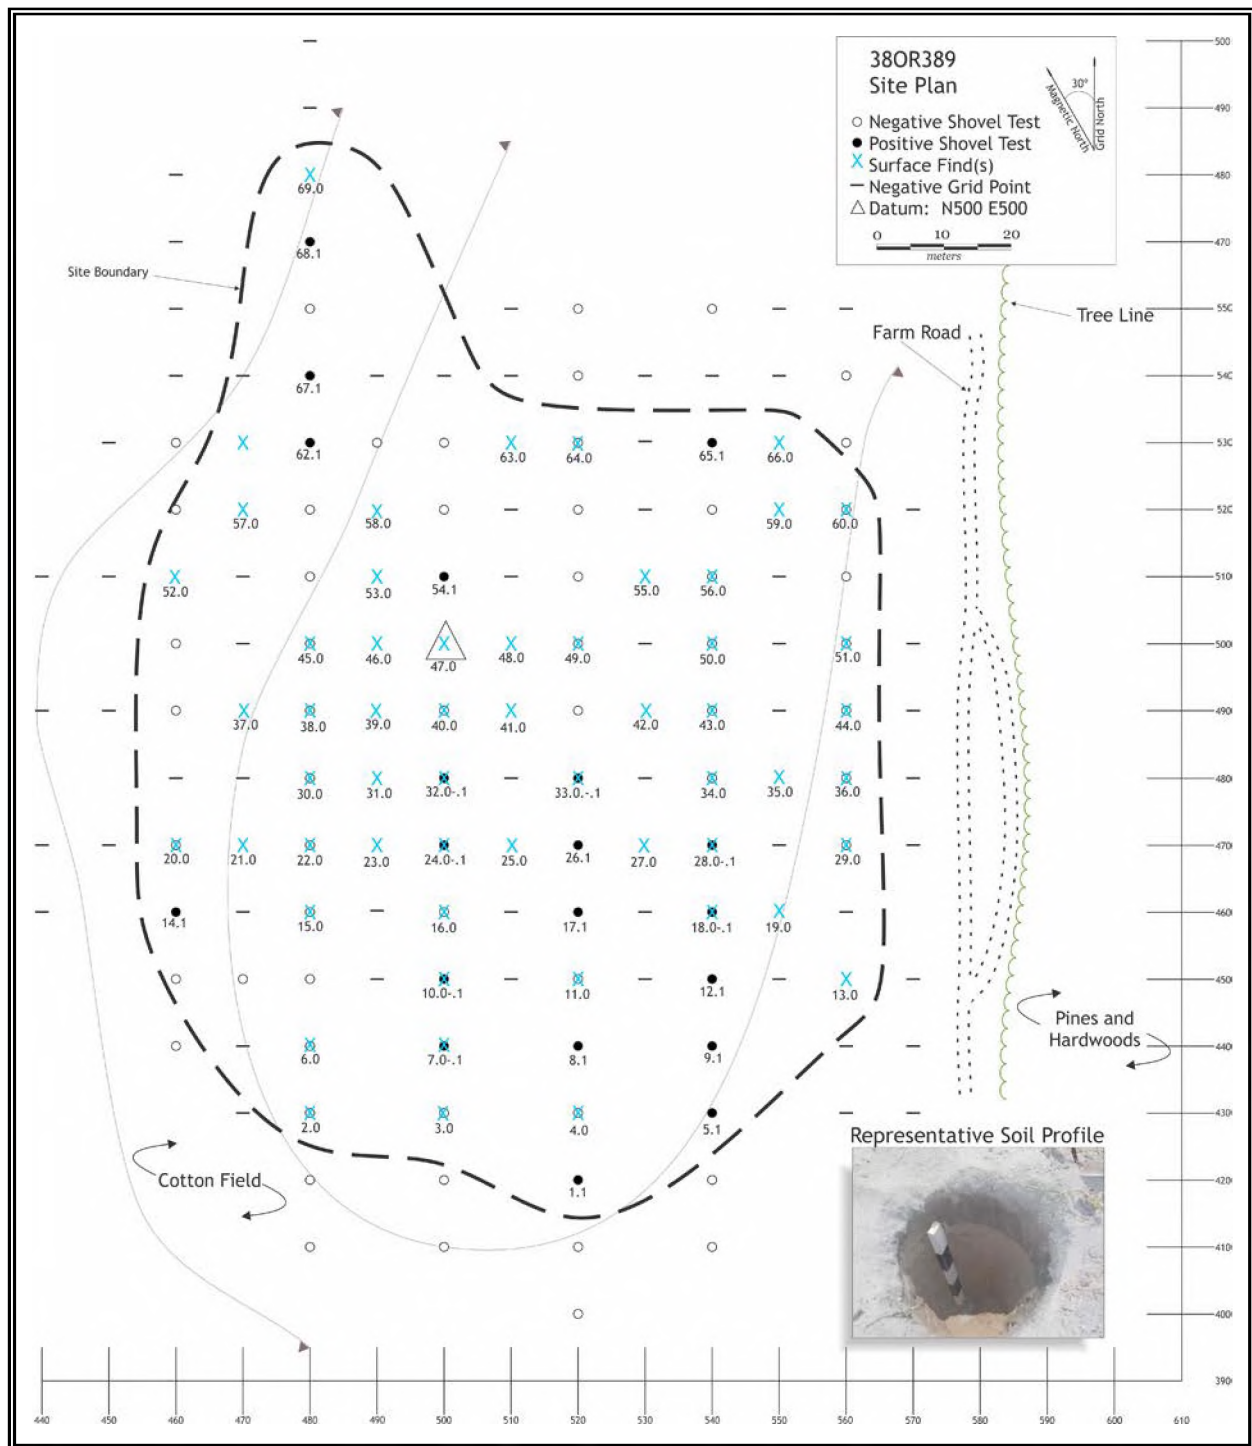 500
38OR389
Site Plan
Magnetic North
30°
Grid North
490
Negative Shovel Test
Positive Shovel Test
Surface Find(s)
Negative Grid Point
Datum: N500 E500
0 10 20
meters
480
69.0
470
68.1
Site Boundary
Tree Line
550
Farm Road
540
67.1
530
62.1 63.0 64.0 65.1 66.0
520
57.0 58.0 59.0 60.0
510
52.0 53.0 54.1 55.0 56.0
500
45.0 46.0 47.0 48.0 49.0 50.0 51.0
490
37.0 38.0 39.0 40.0 41.0 42.0 43.0 44.0
480
30.0 31.0 32.0-.1 33.0.-.1 34.0 35.0 36.0
470
20.0 21.0 22.0 23.0 24.0-.1 25.0 26.1 27.0 28.0-.1 29.0
460
14.1 15.0 16.0 17.1 18.0-.1 19.0
450
10.0-.1 11.0 12.1 13.0
Pines and
Hardwoods
440
6.0 7.0-.1 8.1 9.1
430
2.0 3.0 4.0 5.1
Representative Soil Profile
Cotton Field
420
1.1
410
400
390
440 450 460 470 480 490 500 510 520 530 540 550 560 570 580 590 600 610